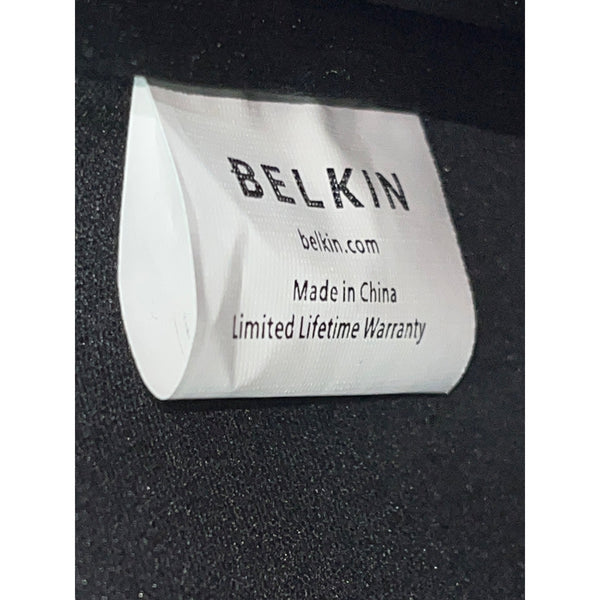 BELKIN
belkin.com
Made in China
Limited Lifetime Warranty